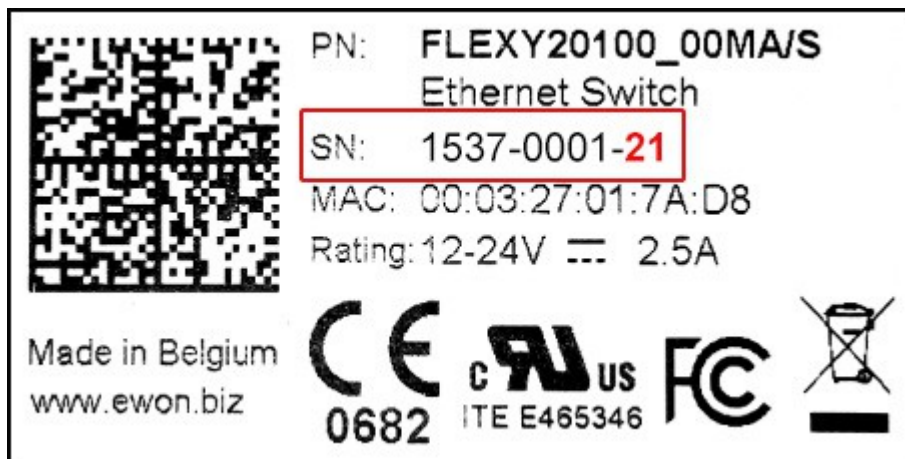 PN: FLEXY20100_00MA/S
Ethernet Switch
SN: 1537-0001-21
MAC: 00:03:27:01:7A:D8
Rating: 12-24V ⎓ 2.5A
Made in Belgium
www.ewon.biz
CE
0682
c RU US
ITE E465346
FC